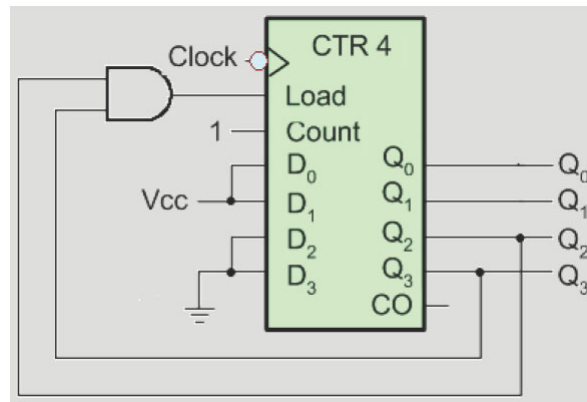 CTR 4
Clock
Load
1 Count
D₀ Q₀ Q₀
Vcc D₁ Q₁ Q₁
D₂ Q₂ Q₂
D₃ Q₃ Q₃
CO